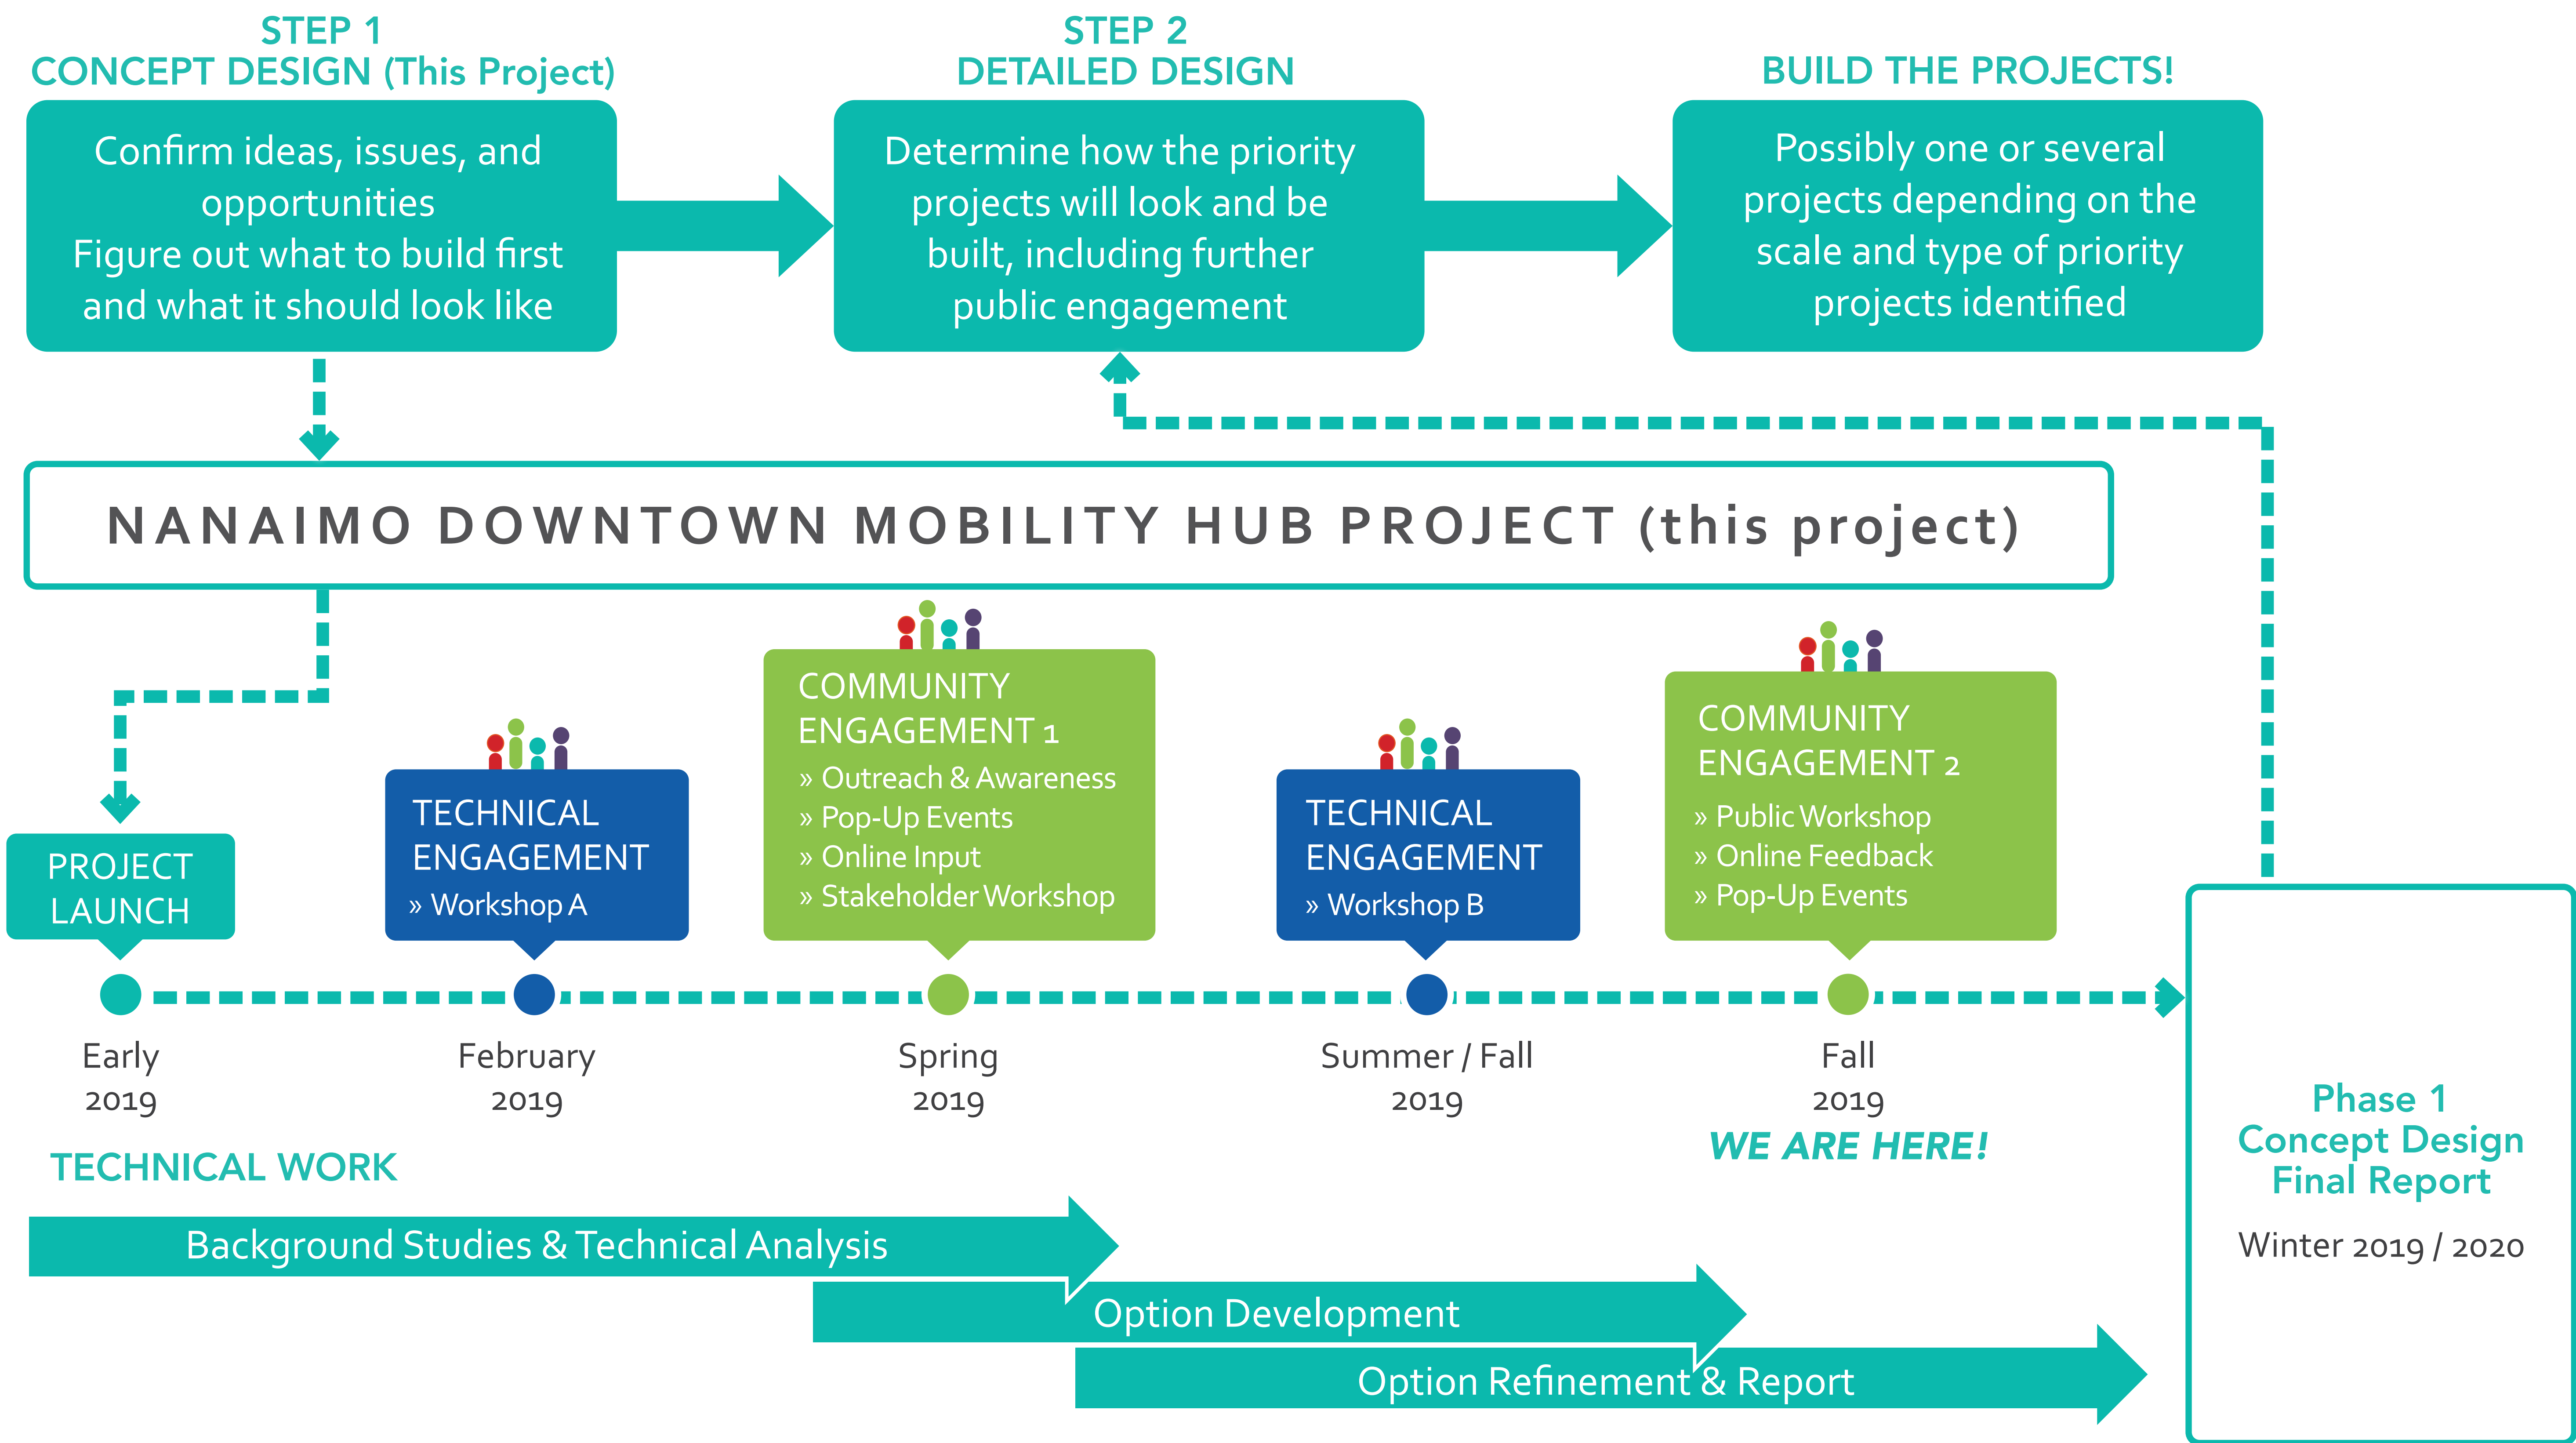 STEP 1
CONCEPT DESIGN (This Project)
Confirm ideas, issues, and
opportunities
Figure out what to build first
and what it should look like
STEP 2
DETAILED DESIGN
Determine how the priority
projects will look and be
built, including further
public engagement
BUILD THE PROJECTS!
Possibly one or several
projects depending on the
scale and type of priority
projects identified
NANAIMO DOWNTOWN MOBILITY HUB PROJECT (this project)
PROJECT
LAUNCH
TECHNICAL
ENGAGEMENT
» Workshop A
COMMUNITY
ENGAGEMENT 1
» Outreach & Awareness
» Pop-Up Events
» Online Input
» Stakeholder Workshop
TECHNICAL
ENGAGEMENT
» Workshop B
COMMUNITY
ENGAGEMENT 2
» Public Workshop
» Online Feedback
» Pop-Up Events
Early
2019
February
2019
Spring
2019
Summer / Fall
2019
Fall
2019
WE ARE HERE!
Phase 1
Concept Design
Final Report
Winter 2019 / 2020
TECHNICAL WORK
Background Studies & Technical Analysis
Option Development
Option Refinement & Report